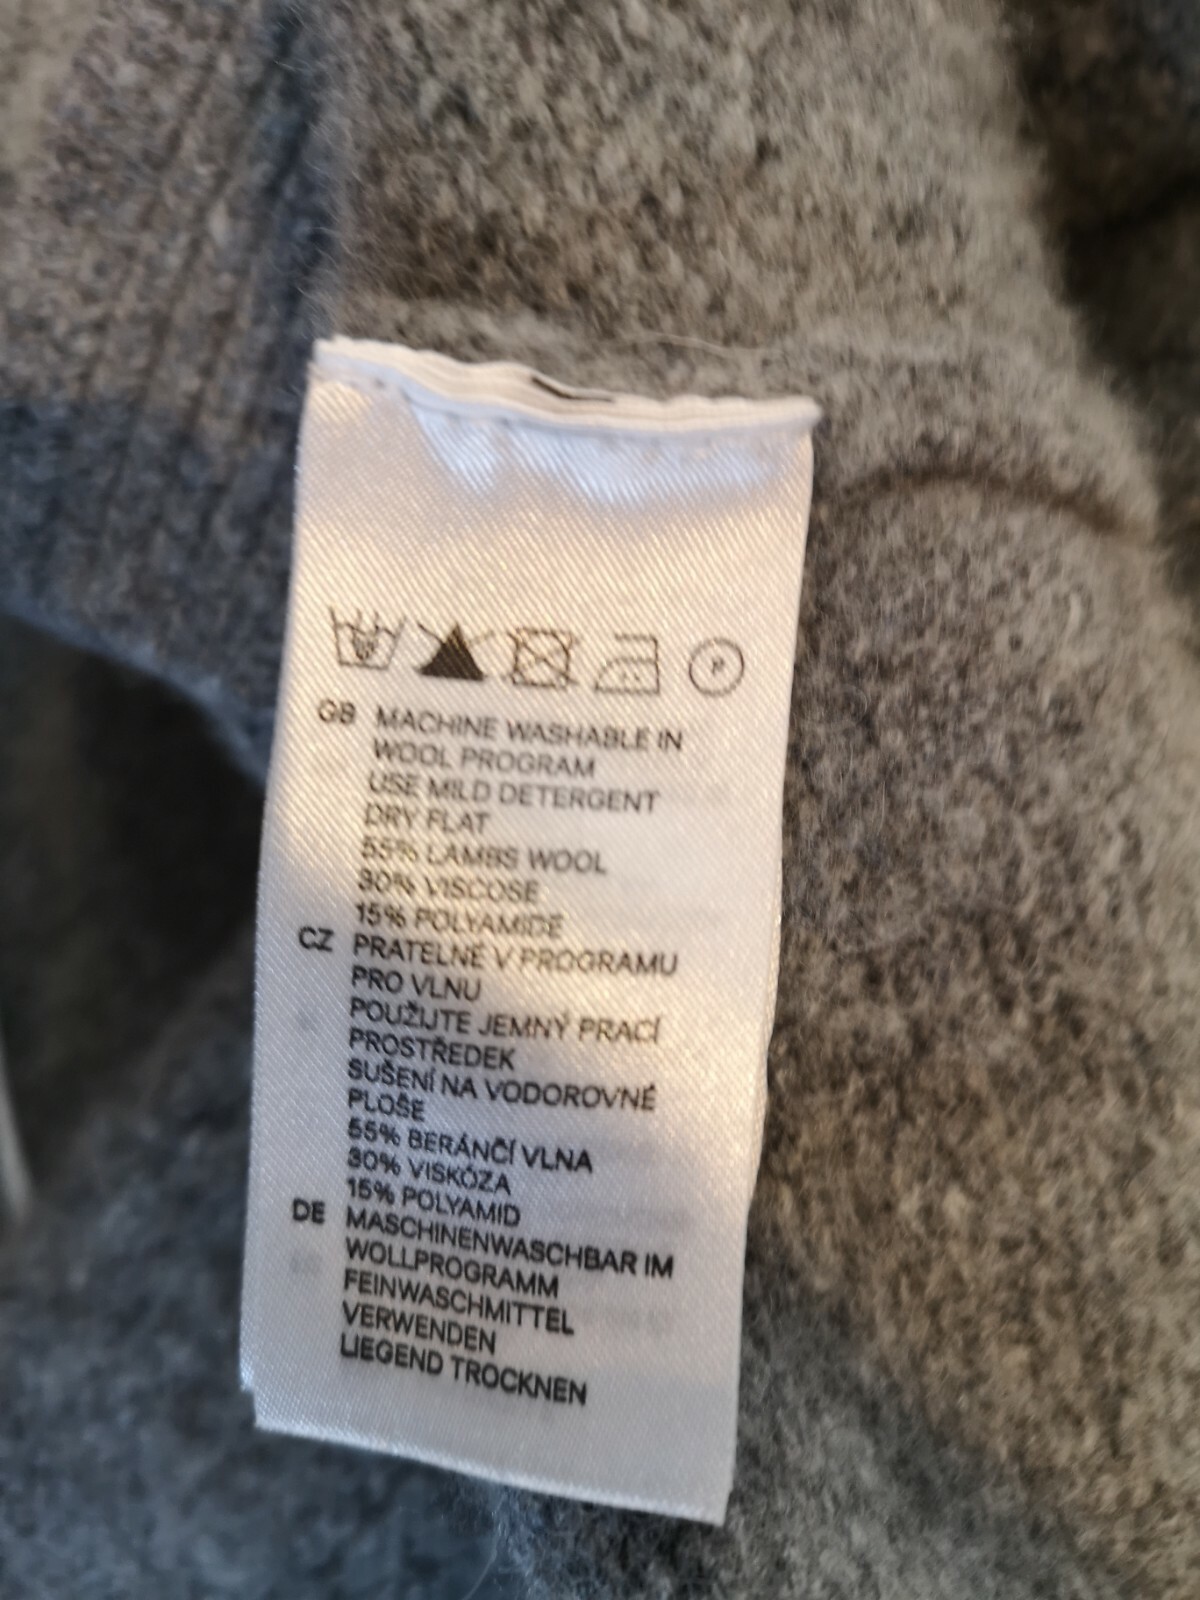 P
GB MACHINE WASHABLE IN
WOOL PROGRAM
USE MILD DETERGENT
DRY FLAT
55% LAMBS WOOL
30% VISCOSE
15% POLYAMIDE
CZ PRATELNÉ V PROGRAMU
PRO VLNU
POUŽIJTE JEMNÝ PRACÍ
PROSTŘEDEK
SUŠENÍ NA VODOROVNÉ
PLOŠE
55% BERÁNČÍ VLNA
30% VISKÓZA
15% POLYAMID
DE MASCHINENWASCHBAR IM
WOLLPROGRAMM
FEINWASCHMITTEL
VERWENDEN
LIEGEND TROCKNEN